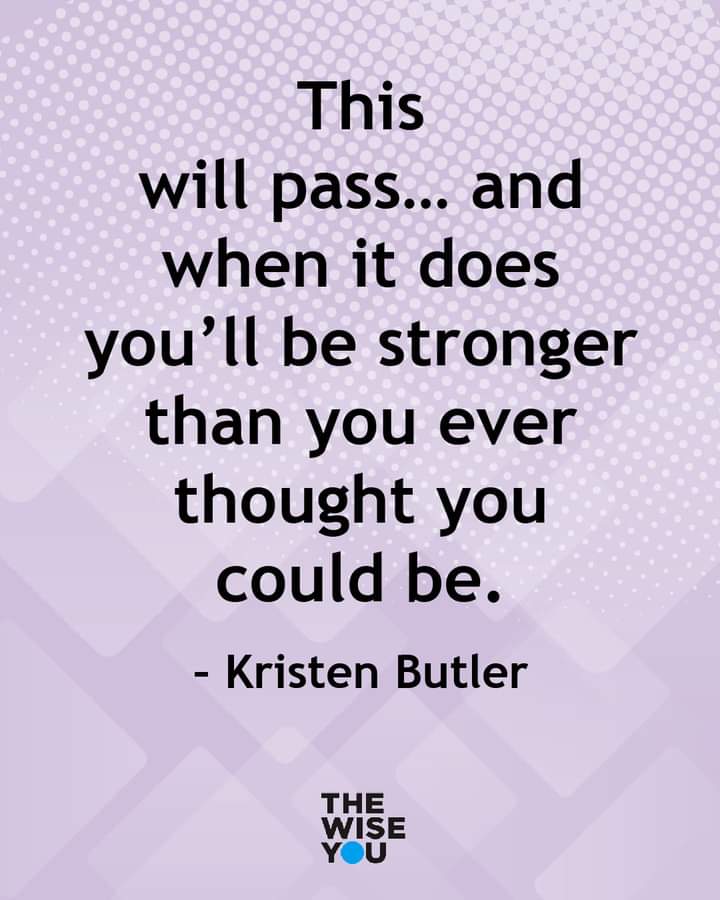 This
will pass... and
when it does
you’ll be stronger
than you ever
thought you
could be.
– Kristen Butler
THE
WISE
YOU